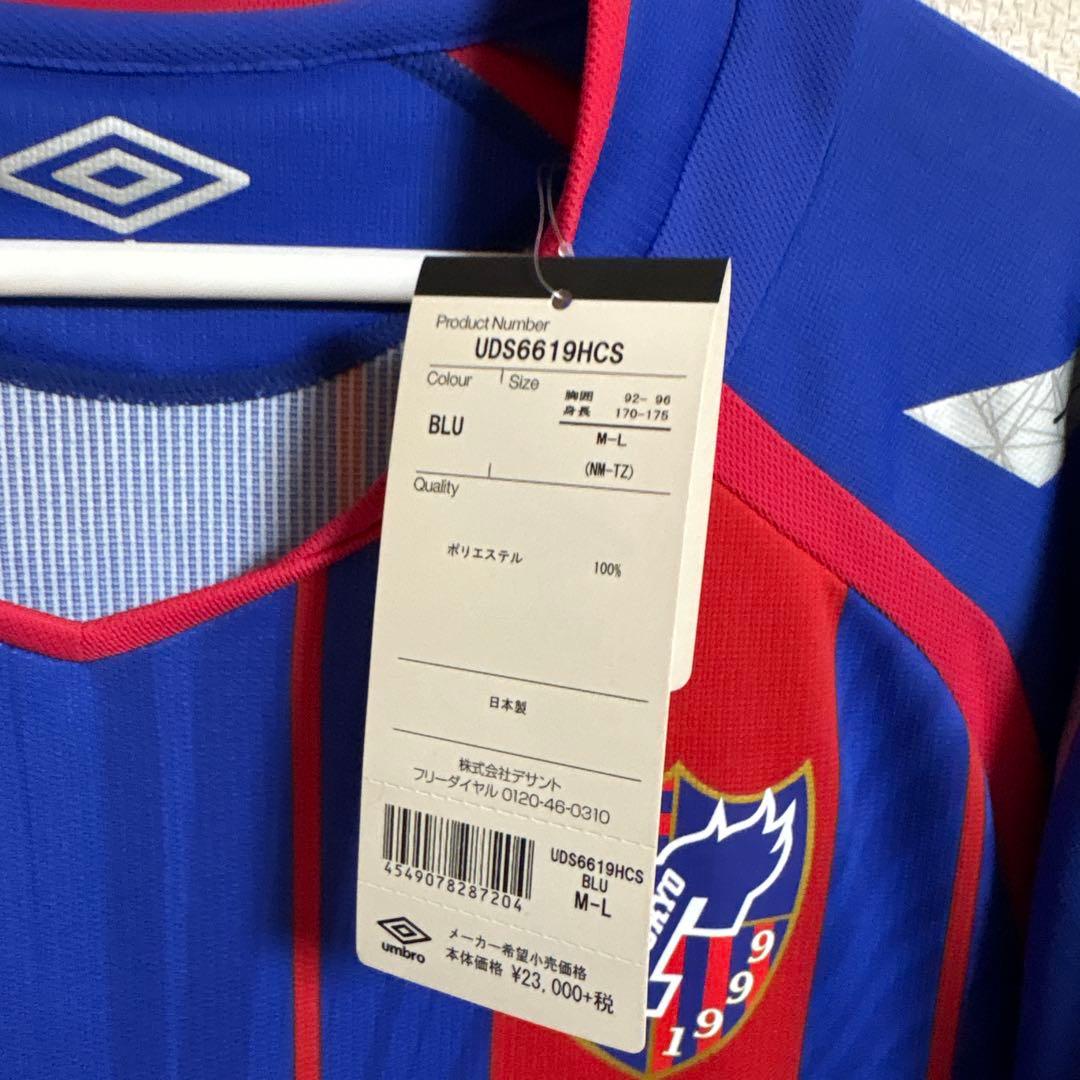 Product Number
UDS6619HCS
Colour Size
胸囲 92- 96
身長 170-175
BLU
M-L
(NM-TZ)
Quality
ポリエステル 100%
日本製
株式会社デサント
フリーダイヤル 0120-46-0310
4549078287204
UDS6619HCS
BLU
M-L
umbro
メーカー希望小売価格
本体価格 ¥23,000+税
1999